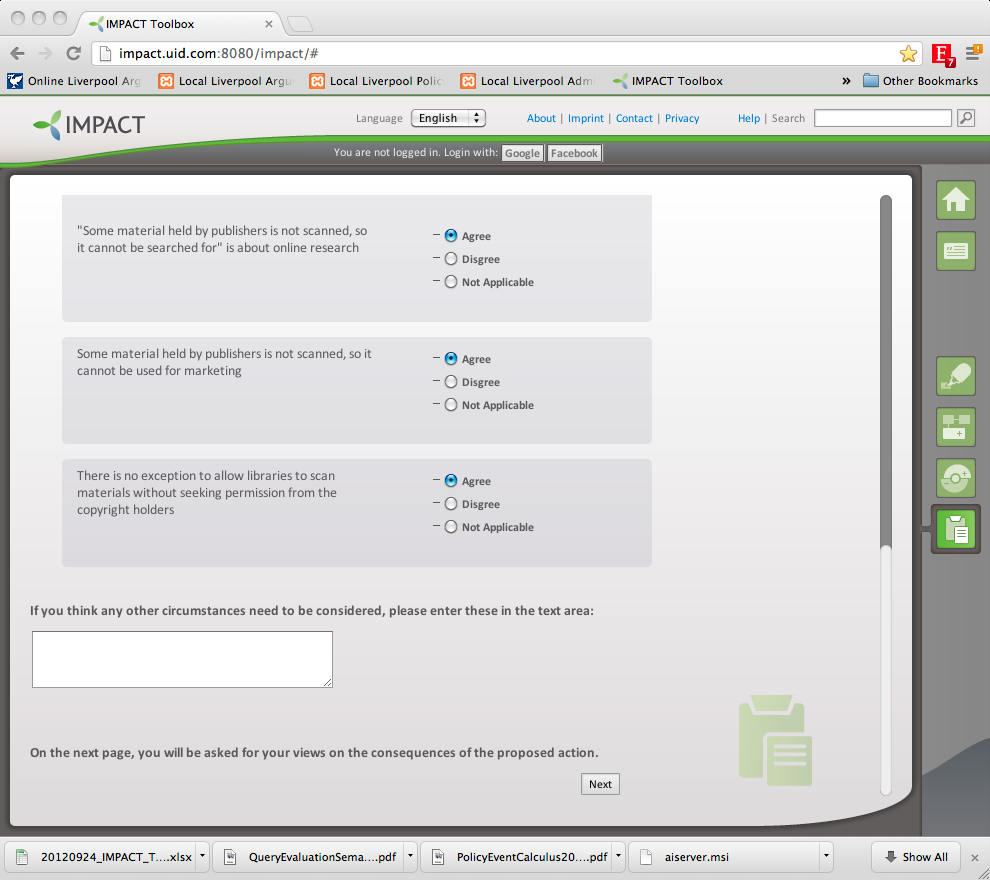 IMPACT Toolbox
impact.uid.com:8080/impact/#
7
Online Liverpool Arg
Local Liverpool Argu
Local Liverpool Polic
Local Liverpool Adm
IMPACT Toolbox
»
Other Bookmarks
IMPACT
Language
English
About | Imprint | Contact | Privacy
Help | Search
You are not logged in. Login with: Google Facebook
"Some material held by publishers is not scanned, so
it cannot be searched for" is about online research
Agree
Disgree
Not Applicable
Some material held by publishers is not scanned, so it
cannot be used for marketing
Agree
Disgree
Not Applicable
There is no exception to allow libraries to scan
materials without seeking permission from the
copyright holders
Agree
Disgree
Not Applicable
If you think any other circumstances need to be considered, please enter these in the text area:
On the next page, you will be asked for your views on the consequences of the proposed action.
Next
20120924_IMPACT_T....xlsx
QueryEvaluationSema....pdf
PolicyEventCalculus20....pdf
aiserver.msi
Show All